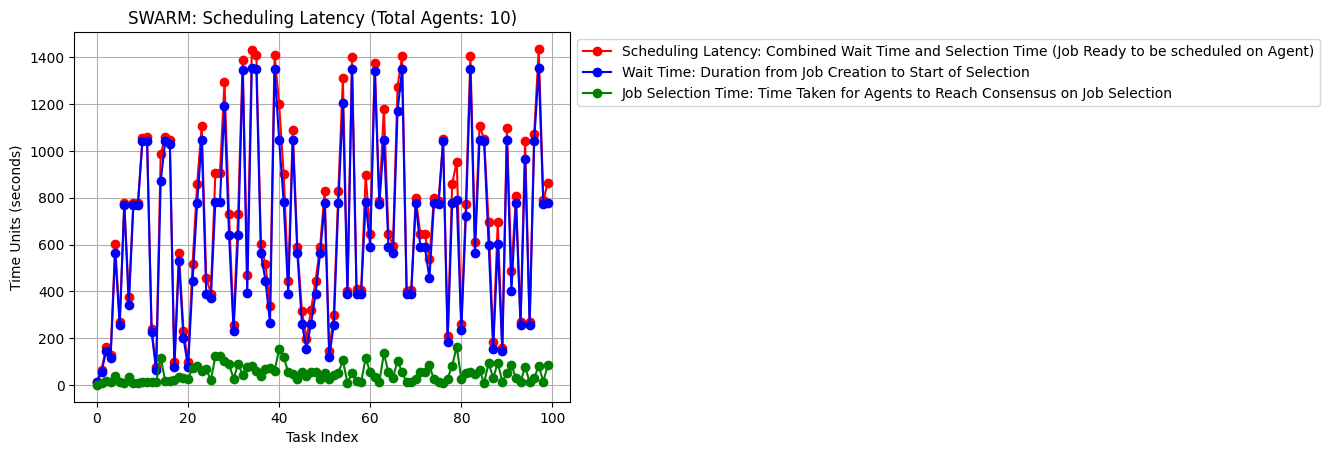 SWARM: Scheduling Latency (Total Agents: 10)
Scheduling Latency: Combined Wait Time and Selection Time (Job Ready to be scheduled on Agent)
Wait Time: Duration from Job Creation to Start of Selection
Job Selection Time: Time Taken for Agents to Reach Consensus on Job Selection
Time Units (seconds)
1400
1200
1000
800
600
400
200
0
0 20 40 60 80 100
Task Index